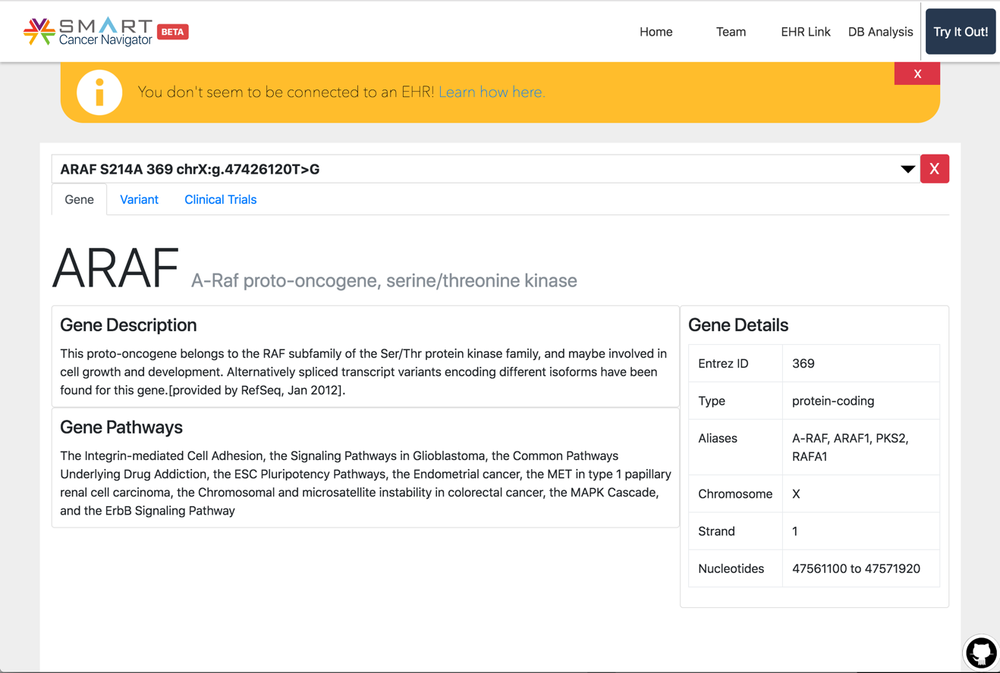 SMART
Cancer Navigator BETA
Home Team EHR Link DB Analysis Try It Out!
i You don't seem to be connected to an EHR! Learn how here. X
ARAF S214A 369 chrX:g.47426120T>G X
Gene Variant Clinical Trials
ARAF A-Raf proto-oncogene, serine/threonine kinase
Gene Description
This proto-oncogene belongs to the RAF subfamily of the Ser/Thr protein kinase family, and maybe involved in
cell growth and development. Alternatively spliced transcript variants encoding different isoforms have been
found for this gene.[provided by RefSeq, Jan 2012].
Gene Pathways
The Integrin-mediated Cell Adhesion, the Signaling Pathways in Glioblastoma, the Common Pathways
Underlying Drug Addiction, the ESC Pluripotency Pathways, the Endometrial cancer, the MET in type 1 papillary
renal cell carcinoma, the Chromosomal and microsatellite instability in colorectal cancer, the MAPK Cascade,
and the ErbB Signaling Pathway
Gene Details
Entrez ID 369
Type protein-coding
Aliases A-RAF, ARAF1, PKS2,
RAFA1
Chromosome X
Strand 1
Nucleotides 47561100 to 47571920